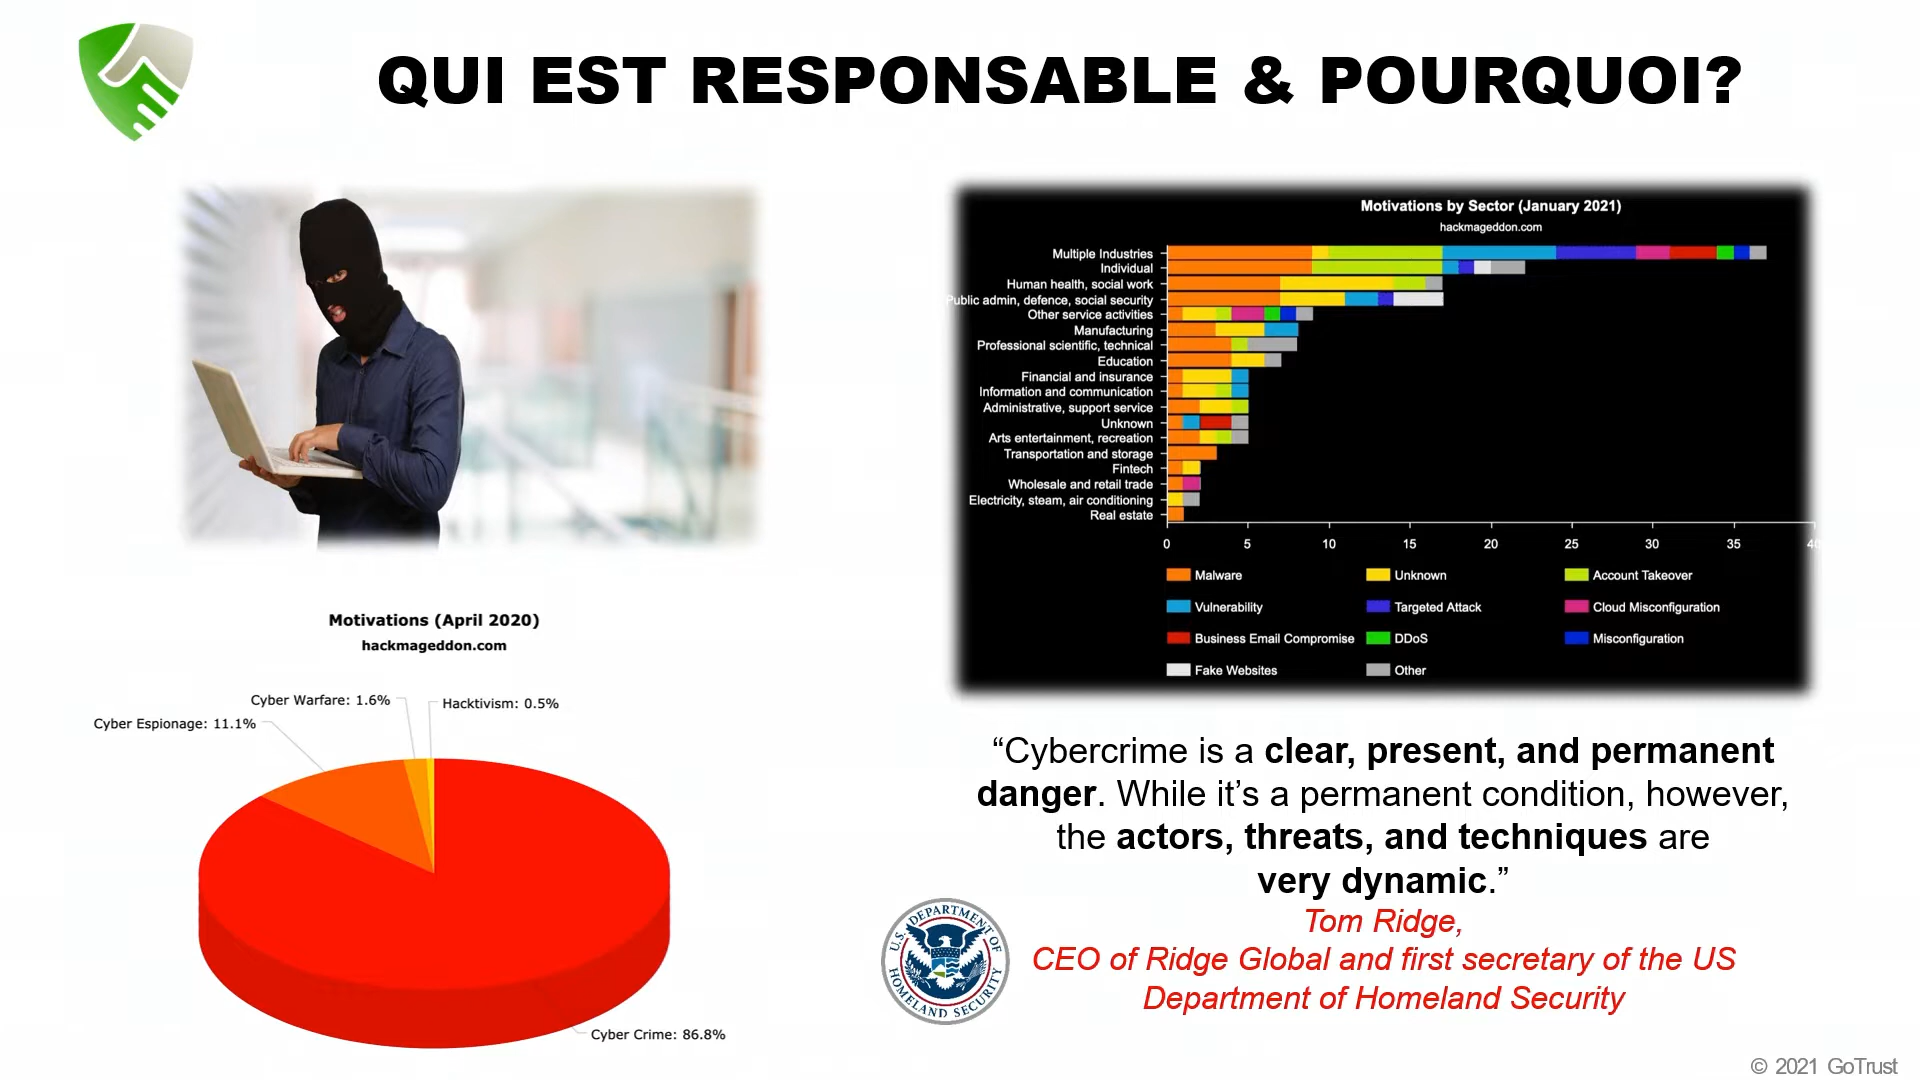 QUI EST RESPONSABLE & POURQUOI?
Motivations by Sector (January 2021)
hackmageddon.com
Multiple Industries
Individual
Human health, social work
Public admin, defence, social security
Other service activities
Manufacturing
Professional scientific, technical
Education
Financial and insurance
Information and communication
Administrative, support service
Unknown
Arts entertainment, recreation
Transportation and storage
Fintech
Wholesale and retail trade
Electricity, steam, air conditioning
Real estate
0 5 10 15 20 25 30 35 40
Malware Unknown Account Takeover
Vulnerability Targeted Attack Cloud Misconfiguration
Business Email Compromise DDoS Misconfiguration
Fake Websites Other
Motivations (April 2020)
hackmageddon.com
Cyber Warfare: 1.6%
Hacktivism: 0.5%
Cyber Espionage: 11.1%
Cyber Crime: 86.8%
“Cybercrime is a clear, present, and permanent
danger. While it’s a permanent condition, however,
the actors, threats, and techniques are
very dynamic.”
Tom Ridge,
CEO of Ridge Global and first secretary of the US
Department of Homeland Security
U.S. DEPARTMENT OF
HOMELAND SECURITY
© 2021 GoTrust